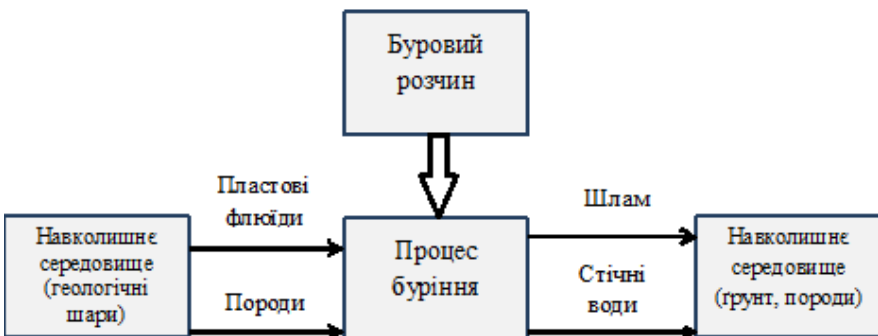 Буровий
розчин
Пластові
флюїди
Шлам
Навколишнє
середовище
(геологічні
шари)
Процес
буріння
Навколишнє
середовище
(ґрунт, породи)
Породи
Стічні
води